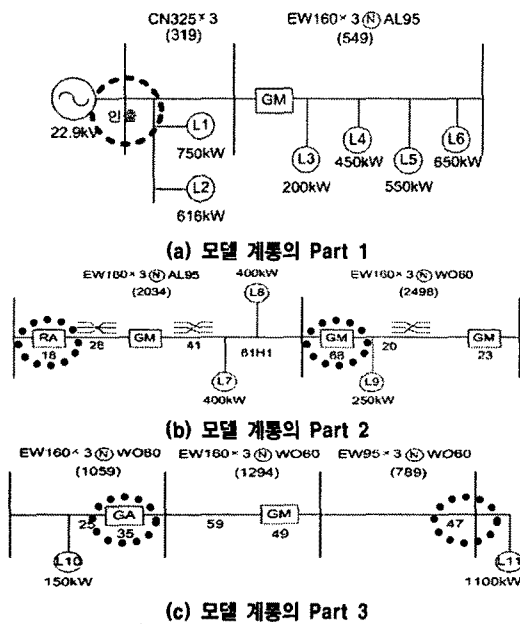 CN325×3 EW160×3 Ⓝ AL95
(319) (549)
GM
인출
22.9kV
L1 L3 L4 L5 L6
750kW 200kW 450kW 550kW 650kW
L2
616kW
(a) 모델 계통의 Part 1
EW160×3 Ⓝ AL95 400kW EW160×3 Ⓝ WO60
(2034) L8 (2498)
RA GM GM GM
18 28 41 61H1 68 20 23
L7 L9
400kW 250kW
(b) 모델 계통의 Part 2
EW160×3 Ⓝ WO60 EW160×3 Ⓝ WO60 EW95×3 Ⓝ WO60
(1059) (1294) (789)
GA GM
25 35 59 49 47
L10 L11
150kW 1100kW
(c) 모델 계통의 Part 3